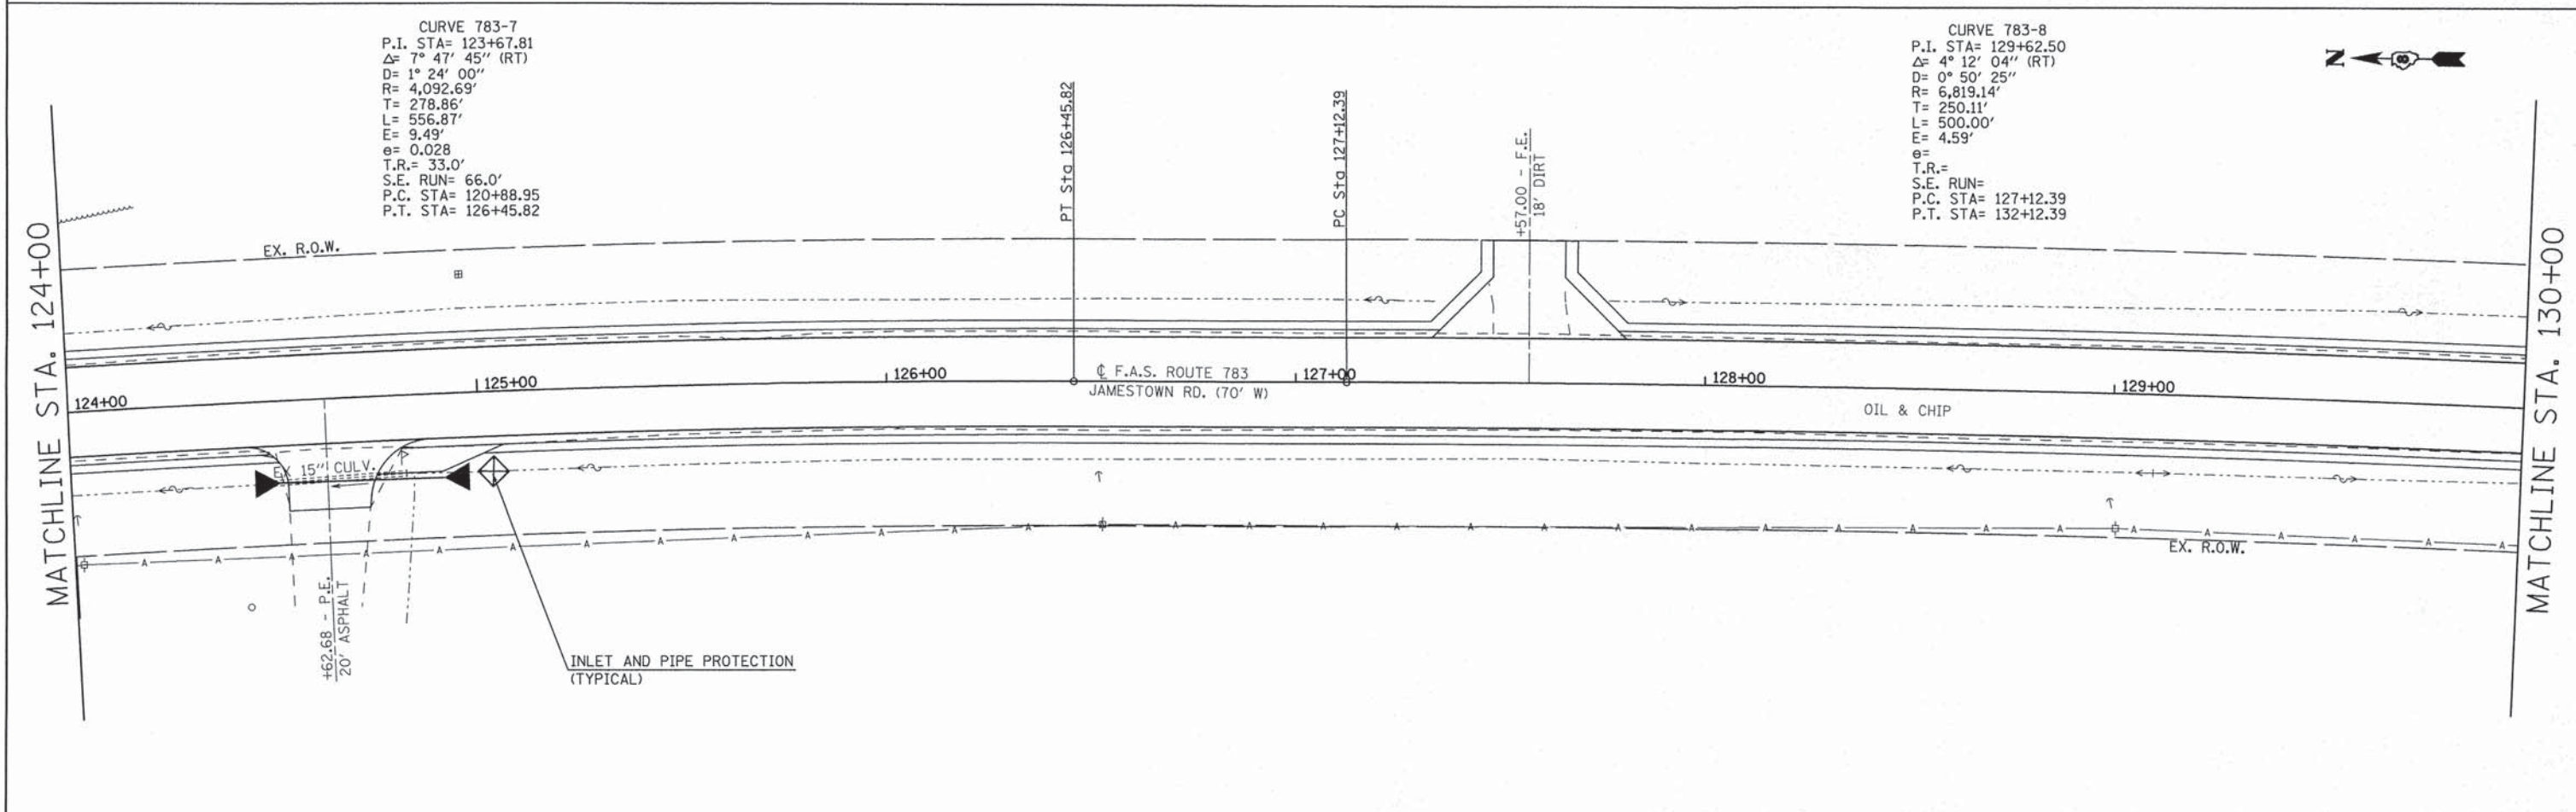 CURVE 783-7
P.I. STA= 123+67.81
Δ= 7° 47' 45" (RT)
D= 1° 24' 00"
R= 4,092.69'
T= 278.86'
L= 556.87'
E= 9.49'
e= 0.028
T.R.= 33.0'
S.E. RUN= 66.0'
P.C. STA= 120+88.95
P.T. STA= 126+45.82
CURVE 783-8
P.I. STA= 129+62.50
Δ= 4° 12' 04" (RT)
D= 0° 50' 25"
R= 6,819.14'
T= 250.11'
L= 500.00'
E= 4.59'
e=
T.R.=
S.E. RUN=
P.C. STA= 127+12.39
P.T. STA= 132+12.39
N
8
MATCHLINE STA. 124+00
EX. R.O.W.
PT Sta 126+45.82
PC Sta 127+12.39
+57.00 - F.E.
18' DIRT
MATCHLINE STA. 130+00
124+00
125+00
126+00
℄ F.A.S. ROUTE 783
JAMESTOWN RD. (70' W)
127+00
128+00
129+00
OIL & CHIP
EX 15" CULV.
A A A A A A A A A A A A A A A A A A A A A A A A A A A A A A A A A
EX. R.O.W.
+62.68 - P.E.
20' ASPHALT
INLET AND PIPE PROTECTION
(TYPICAL)